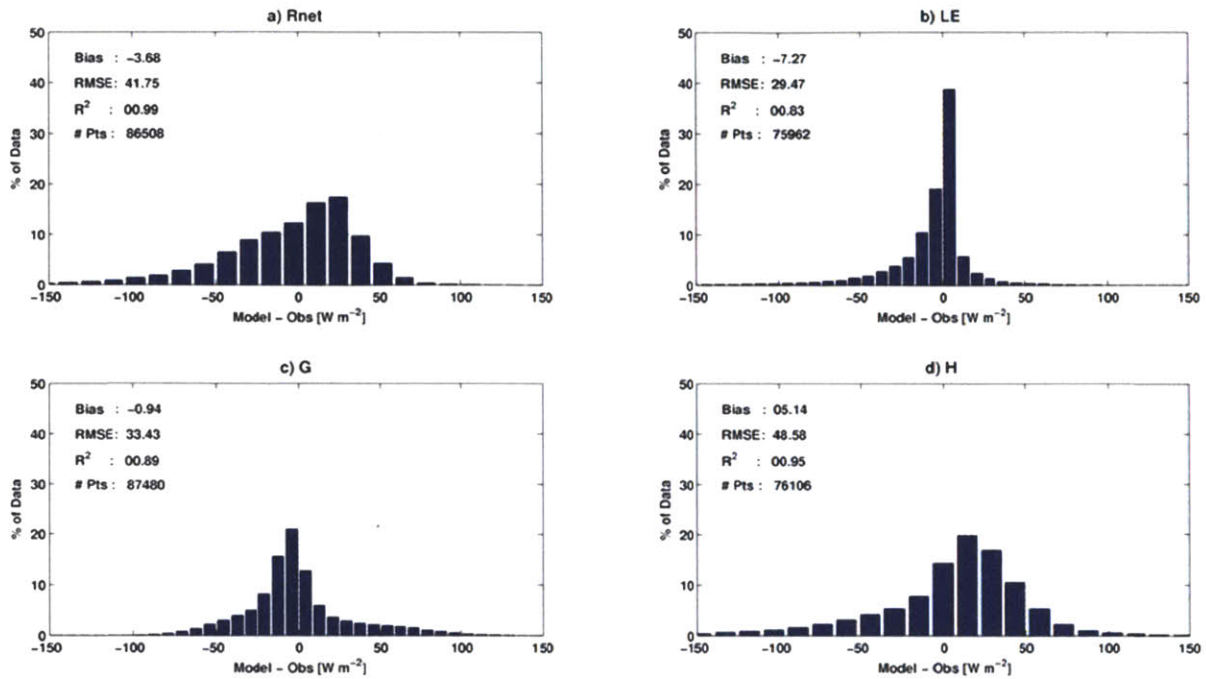 a) Rnet
50
40
30
20
10
0
% of Data
Bias : −3.68
RMSE: 41.75
R² : 00.99
# Pts : 86508
−150 −100 −50 0 50 100 150
Model − Obs [W m⁻²]
b) LE
50
40
30
20
10
0
% of Data
Bias : −7.27
RMSE: 29.47
R² : 00.83
# Pts : 75962
−150 −100 −50 0 50 100 150
Model − Obs [W m⁻²]
c) G
50
40
30
20
10
0
% of Data
Bias : −0.94
RMSE: 33.43
R² : 00.89
# Pts : 87480
−150 −100 −50 0 50 100 150
Model − Obs [W m⁻²]
d) H
50
40
30
20
10
0
% of Data
Bias : 05.14
RMSE: 48.58
R² : 00.95
# Pts : 76106
−150 −100 −50 0 50 100 150
Model − Obs [W m⁻²]